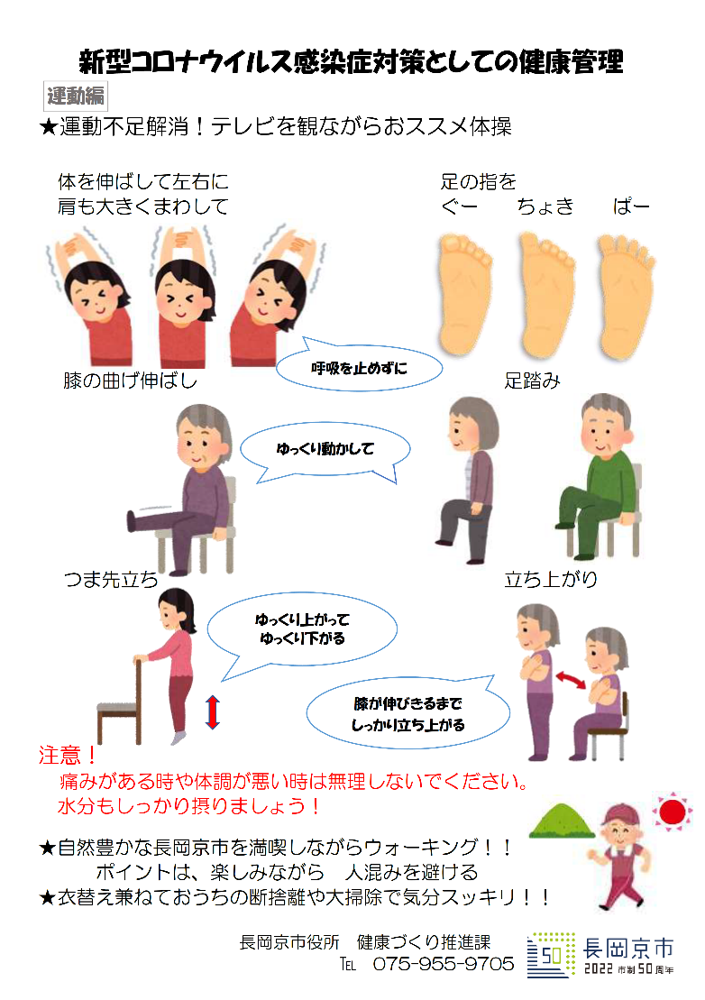 新型コロナウイルス感染症対策としての健康管理
運動編
★運動不足解消！テレビを観ながらおススメ体操
体を伸ばして左右に
肩も大きくまわして
足の指を
ぐー　ちょき　ぱー
呼吸を止めずに
膝の曲げ伸ばし
足踏み
ゆっくり動かして
つま先立ち
立ち上がり
ゆっくり上がって
ゆっくり下がる
膝が伸びきるまで
しっかり立ち上がる
注意！
痛みがある時や体調が悪い時は無理しないでください。
水分もしっかり摂りましょう！
★自然豊かな長岡京市を満喫しながらウォーキング！！
ポイントは、楽しみながら　人混みを避ける
★衣替え兼ねておうちの断捨離や大掃除で気分スッキリ！！
長岡京市役所　健康づくり推進課
℡　075-955-9705
50
長岡京市
2022 市制50周年